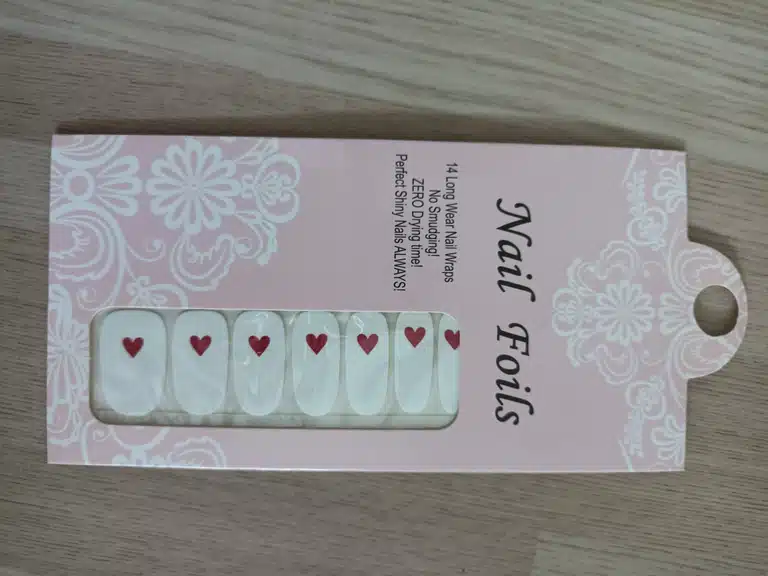 Nail Foils
14 Long Wear Nail Wraps
No Smudging!
ZERO Drying time!
Perfect Shiny Nails ALWAYS!